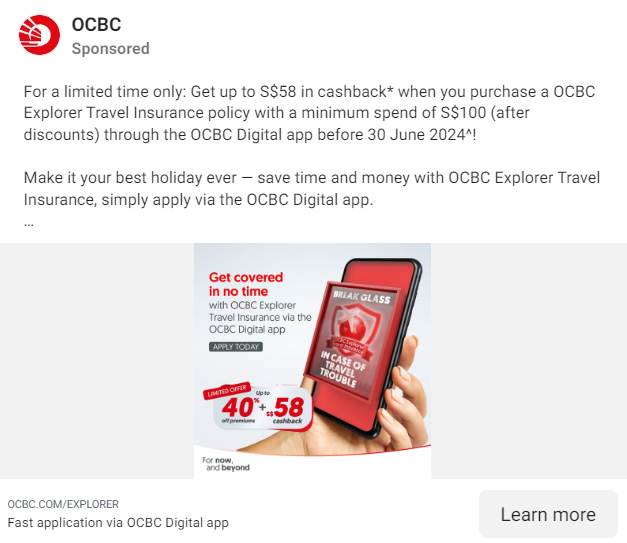 OCBC
Sponsored
For a limited time only: Get up to S$58 in cashback* when you purchase a OCBC
Explorer Travel Insurance policy with a minimum spend of S$100 (after
discounts) through the OCBC Digital app before 30 June 2024^!
Make it your best holiday ever — save time and money with OCBC Explorer Travel
Insurance, simply apply via the OCBC Digital app.
...
Get covered
in no time
with OCBC Explorer
Travel Insurance via the
OCBC Digital app
APPLY TODAY
BREAK GLASS
OCBC Explorer
Travel Insurance
IN CASE OF
TRAVEL
TROUBLE
LIMITED OFFER
Up to
40% + S$58
off premiums cashback
For now,
and beyond
OCBC.COM/EXPLORER
Fast application via OCBC Digital app
Learn more